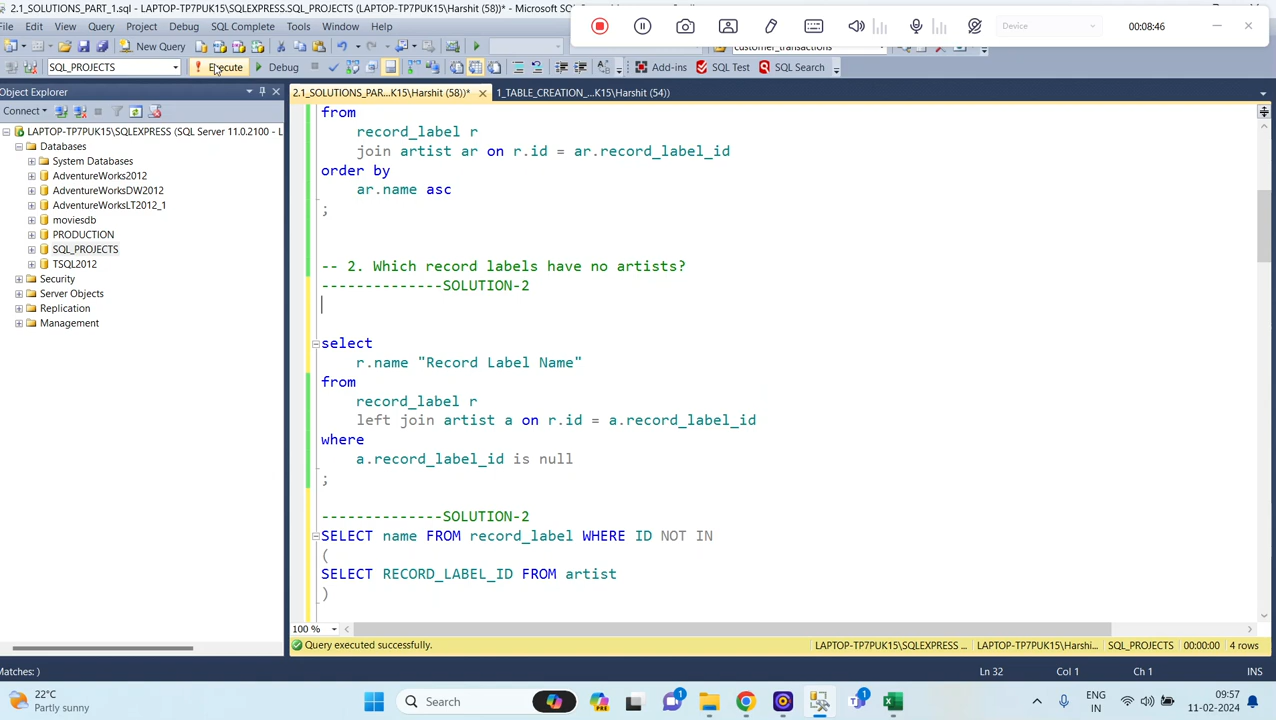 2.1_SOLUTIONS_PART_1.sql - LAPTOP-TP7PUK15\SQLEXPRESS.SQL_PROJECTS (LAPTOP-TP7PUK15\Harshit (58))* - Microsoft SQL
File Edit View Query Project Debug SQL Complete Tools Window Help
Device
00:08:46
New Query
customer_transactions
SQL_PROJECTS
Execute
Debug
Add-ins
SQL Test
SQL Search
Object Explorer
2.1_SOLUTIONS_PAR...K15\Harshit (58))*
1_TABLE_CREATION_...K15\Harshit (54))
Connect
LAPTOP-TP7PUK15\SQLEXPRESS (SQL Server 11.0.2100 - LAPTOP
Databases
System Databases
AdventureWorks2012
AdventureWorksDW2012
AdventureWorksLT2012_1
moviesdb
PRODUCTION
SQL_PROJECTS
TSQL2012
Security
Server Objects
Replication
Management
from
record_label r
join artist ar on r.id = ar.record_label_id
order by
ar.name asc
;
-- 2. Which record labels have no artists?
--------------SOLUTION-2
select
r.name "Record Label Name"
from
record_label r
left join artist a on r.id = a.record_label_id
where
a.record_label_id is null
;
--------------SOLUTION-2
SELECT name FROM record_label WHERE ID NOT IN
(
SELECT RECORD_LABEL_ID FROM artist
)
100 %
Query executed successfully.
LAPTOP-TP7PUK15\SQLEXPRESS ...
LAPTOP-TP7PUK15\Harshi...
SQL_PROJECTS
00:00:00
4 rows
Matches: )
Ln 32
Col 1
Ch 1
INS
22°C
Partly sunny
Search
PRE
1
1
ENG
IN
09:57
11-02-2024